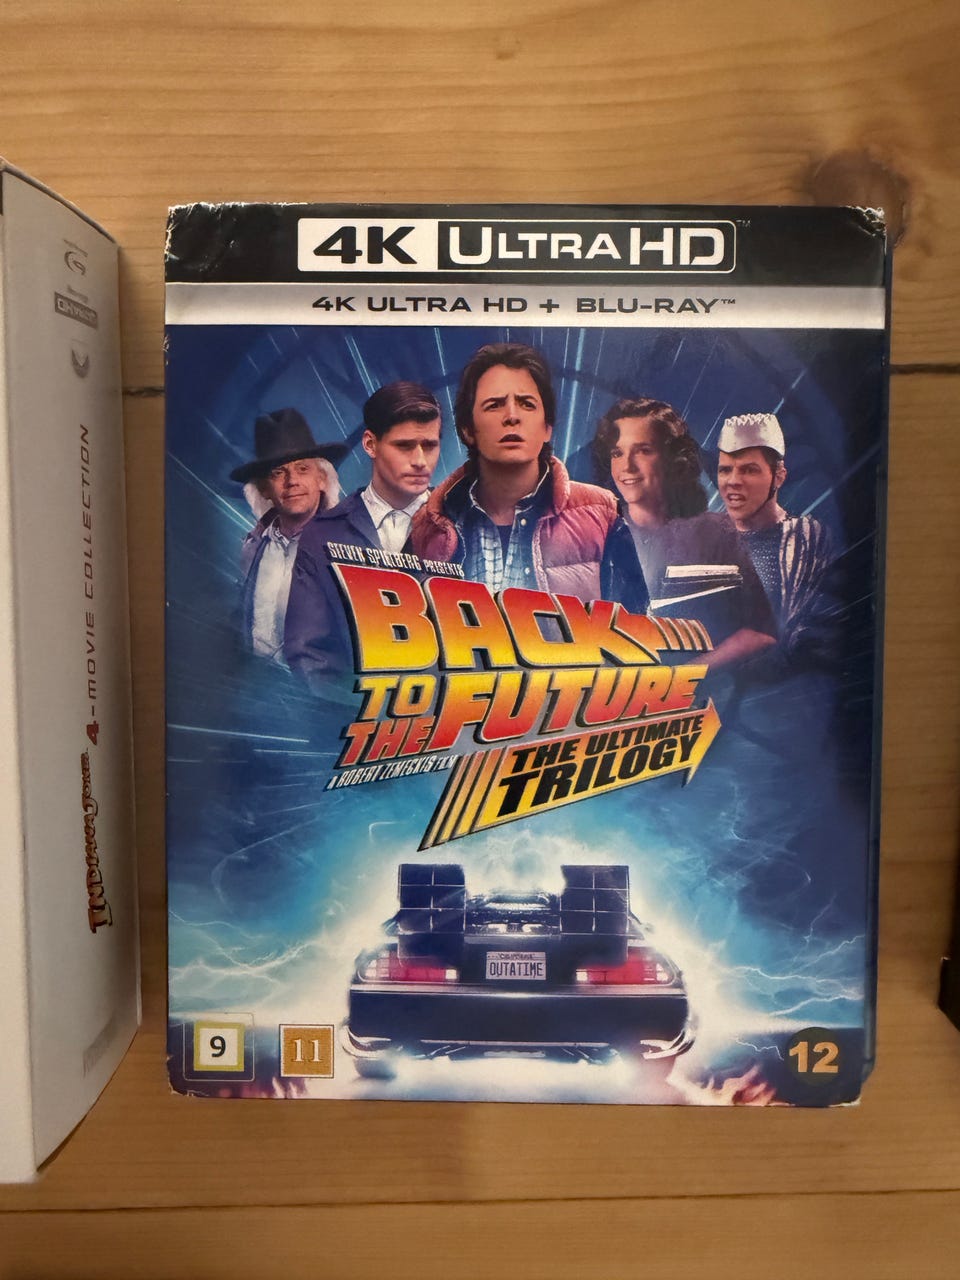 4K ULTRA HD™
4K ULTRA HD + BLU-RAY™
STEVEN SPIELBERG PRESENTS
BACK
TO THE FUTURE
THE ULTIMATE
TRILOGY
A ROBERT ZEMECKIS FILM
OUTATIME
9
11
12
INDIANA JONES 4-MOVIE COLLECTION